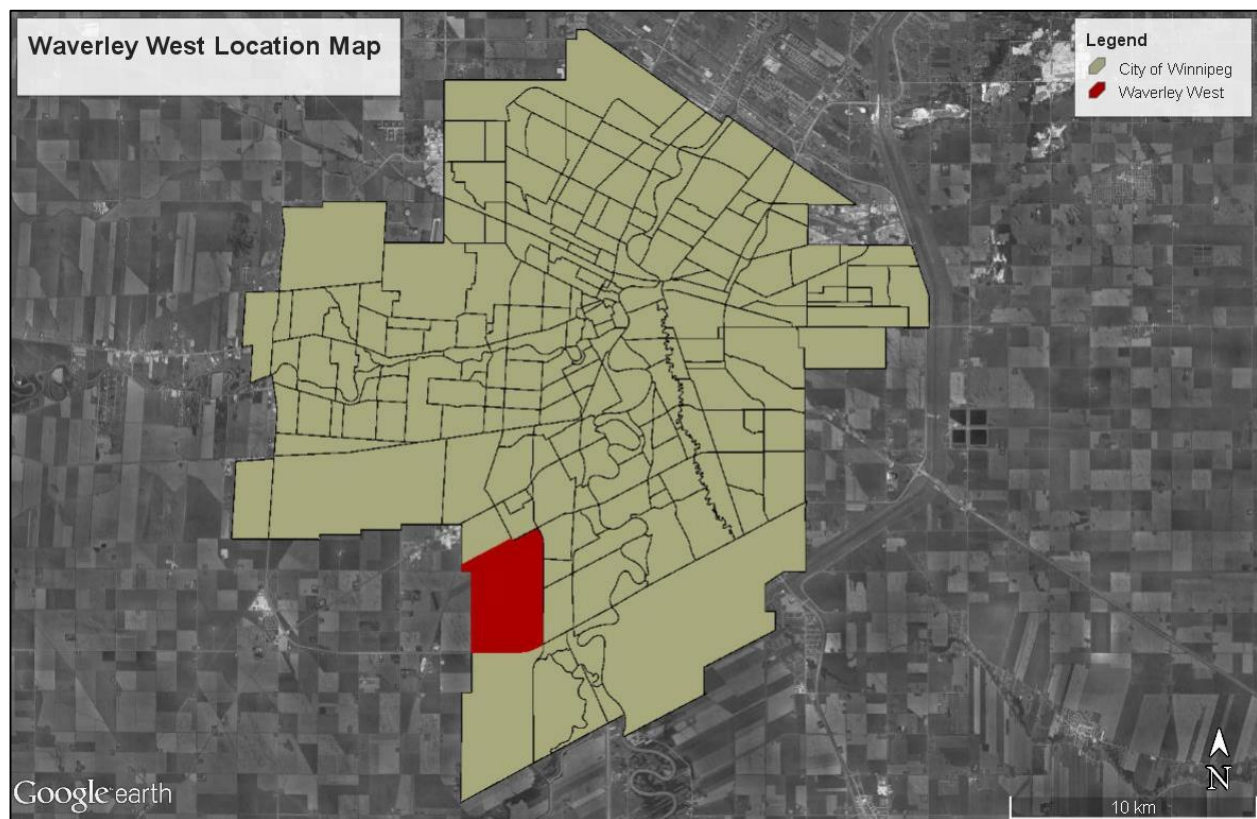 Waverley West Location Map
Legend
City of Winnipeg
Waverley West
Google earth
N
10 km